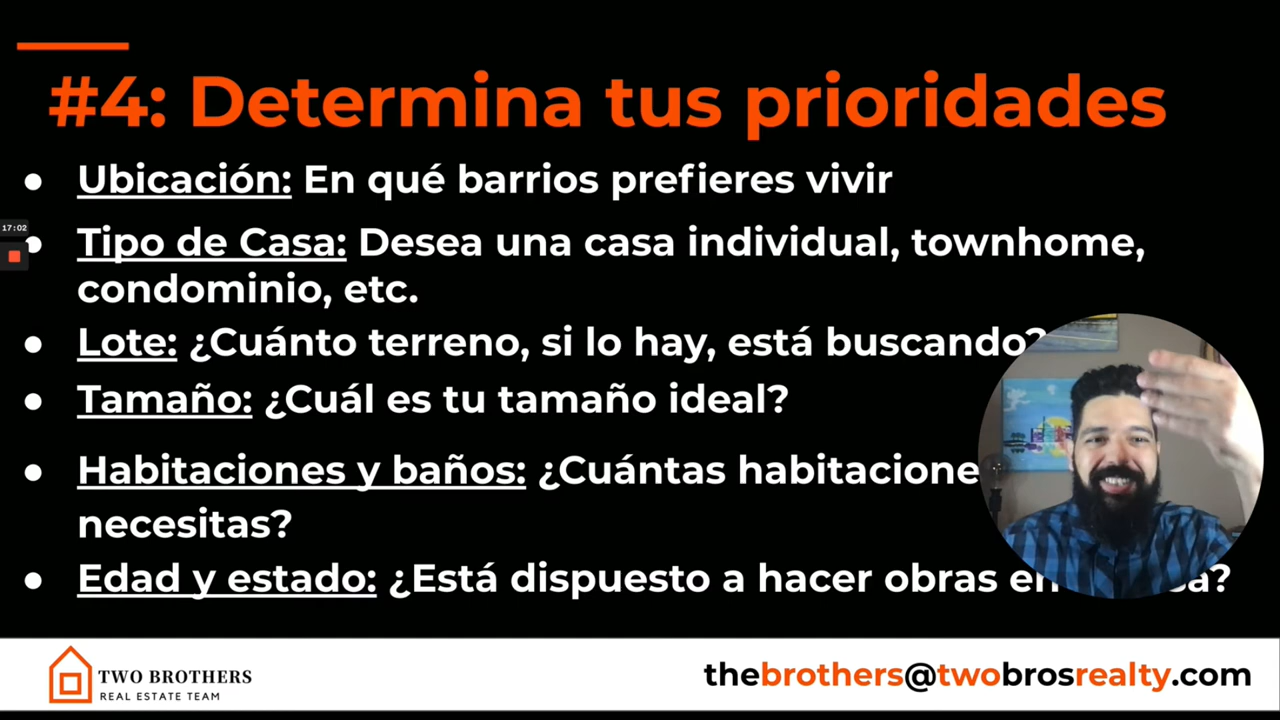 #4: Determina tus prioridades
● Ubicación: En qué barrios prefieres vivir
17:02
● Tipo de Casa: Desea una casa individual, townhome,
condominio, etc.
● Lote: ¿Cuánto terreno, si lo hay, está buscando?
● Tamaño: ¿Cuál es tu tamaño ideal?
● Habitaciones y baños: ¿Cuántas
necesitas?
● Edad y estado: ¿Está dispuesto a hacer obras
TWO BROTHERS
REAL ESTATE TEAM
thebrothers@twobrosrealty.com